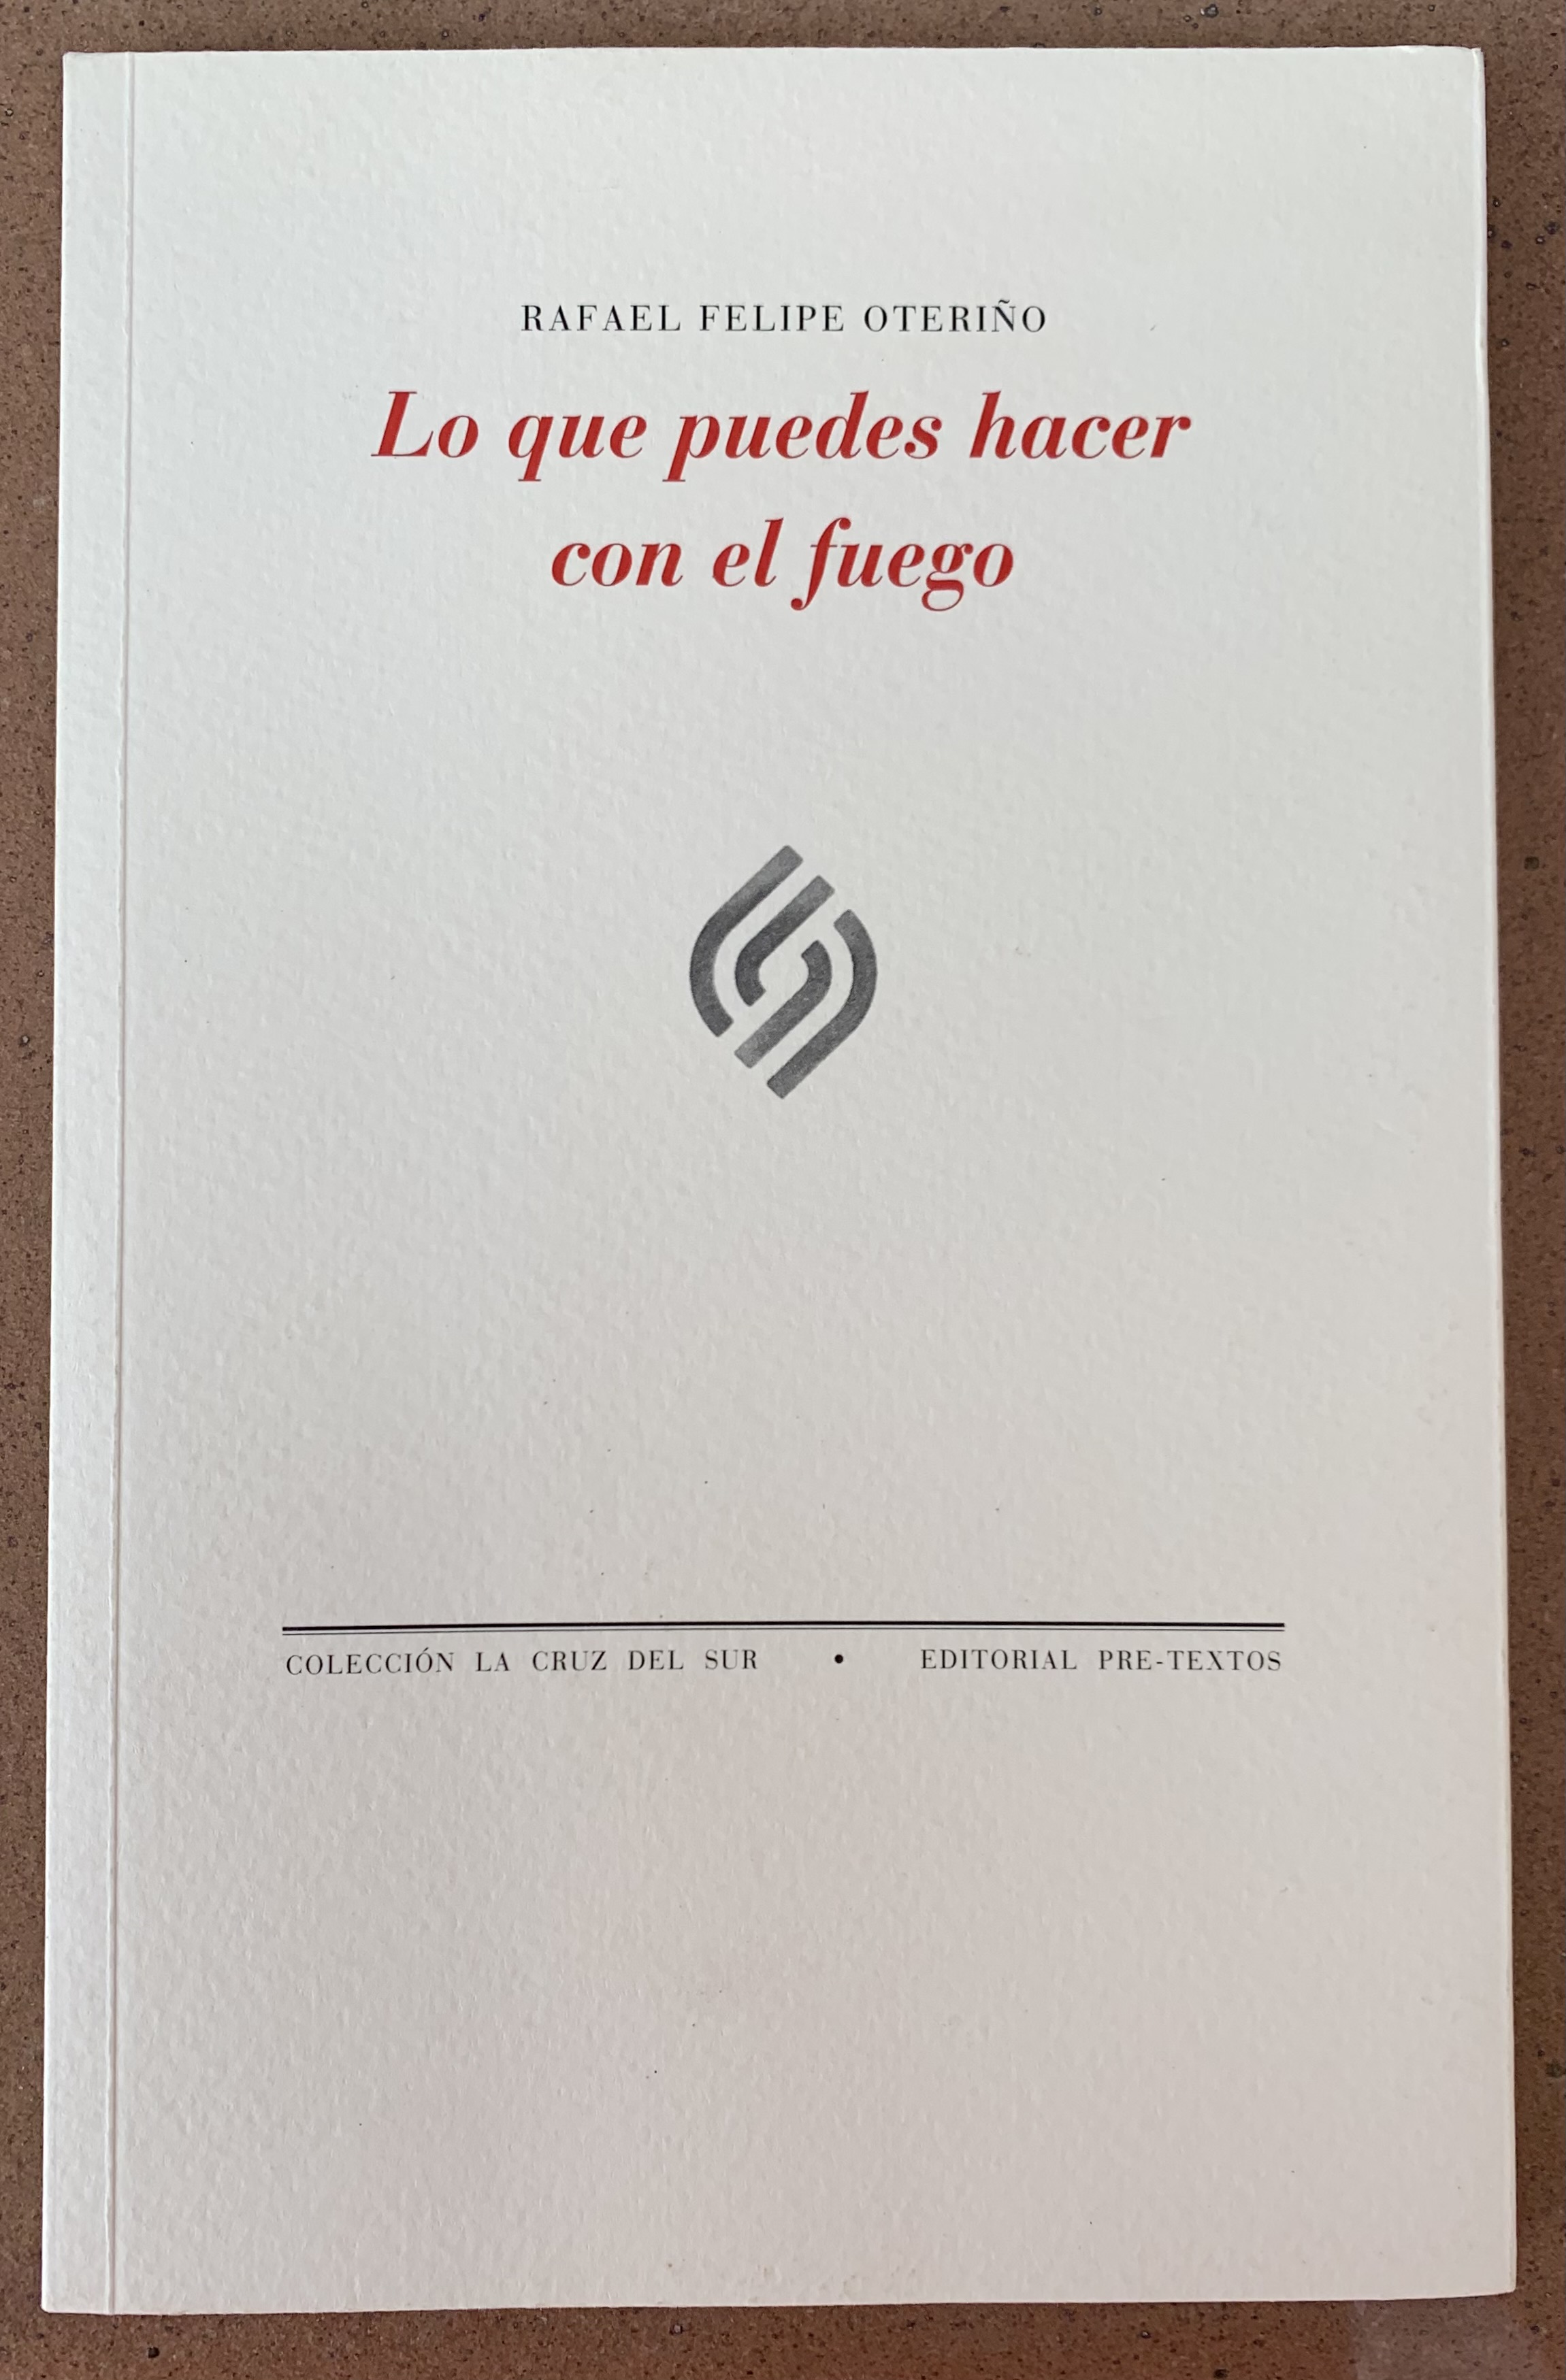 RAFAEL FELIPE OTERIÑO
Lo que puedes hacer
con el fuego
COLECCIÓN LA CRUZ DEL SUR • EDITORIAL PRE-TEXTOS